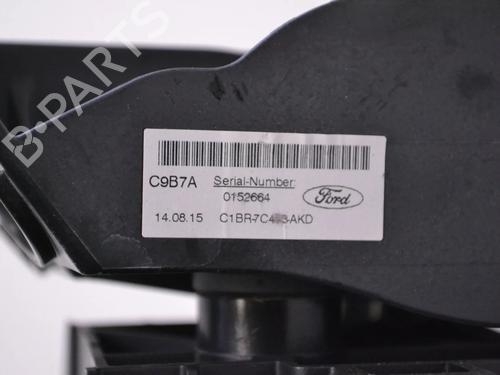 B-PARTS
C9B7A Serial-Number:
0152664
Ford
14.08.15